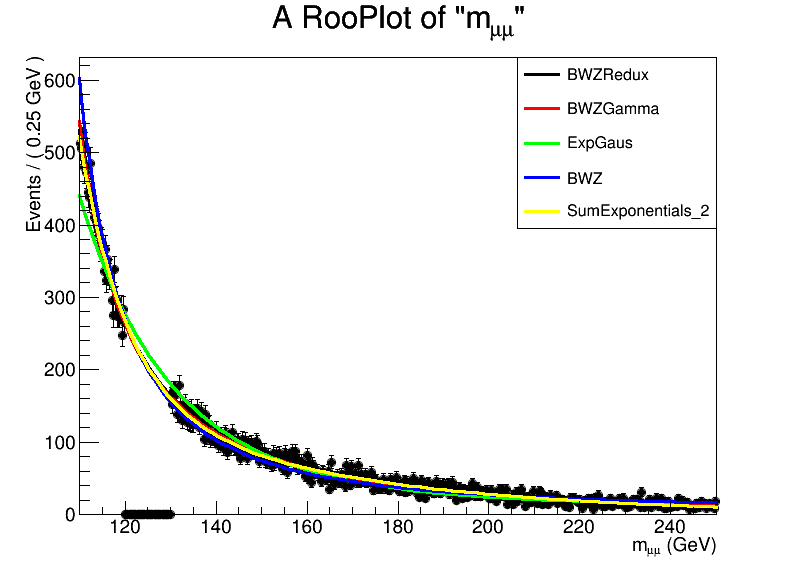 A RooPlot of "mμμ"
Events / ( 0.25 GeV )
600
500
400
300
200
100
0
BWZRedux
BWZGamma
ExpGaus
BWZ
SumExponentials_2
120 140 160 180 200 220 240
mμμ (GeV)